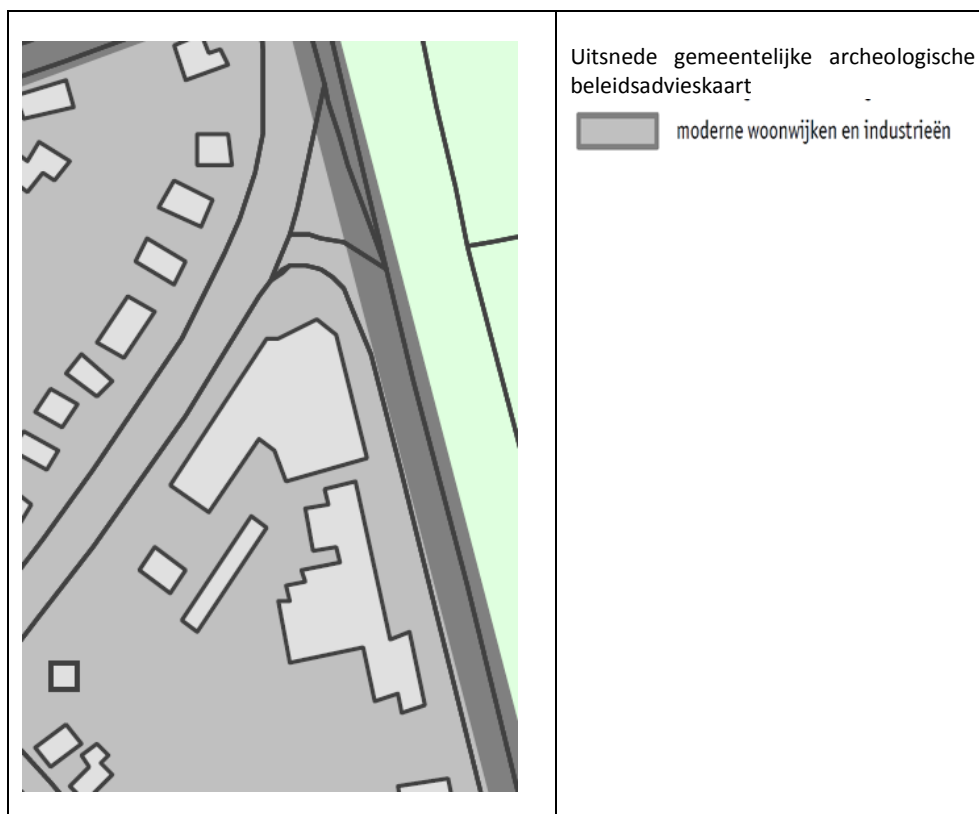 Uitsnede gemeentelijke archeologische
beleidsadvieskaart
moderne woonwijken en industrieën